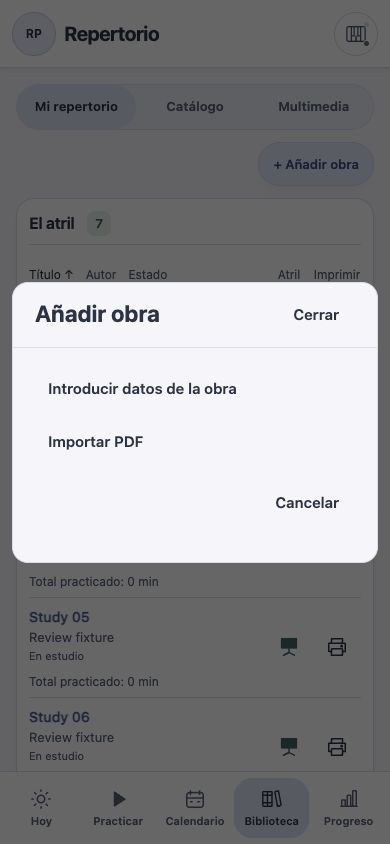 RP Repertorio
Mi repertorio Catálogo Multimedia
+ Añadir obra
El atril 7
Título ↑ Autor Estado Atril Imprimir
Añadir obra Cerrar
Introducir datos de la obra
Importar PDF
Cancelar
Total practicado: 0 min
Study 05
Review fixture
En estudio
Total practicado: 0 min
Study 06
Review fixture
En estudio
Hoy Practicar Calendario Biblioteca Progreso